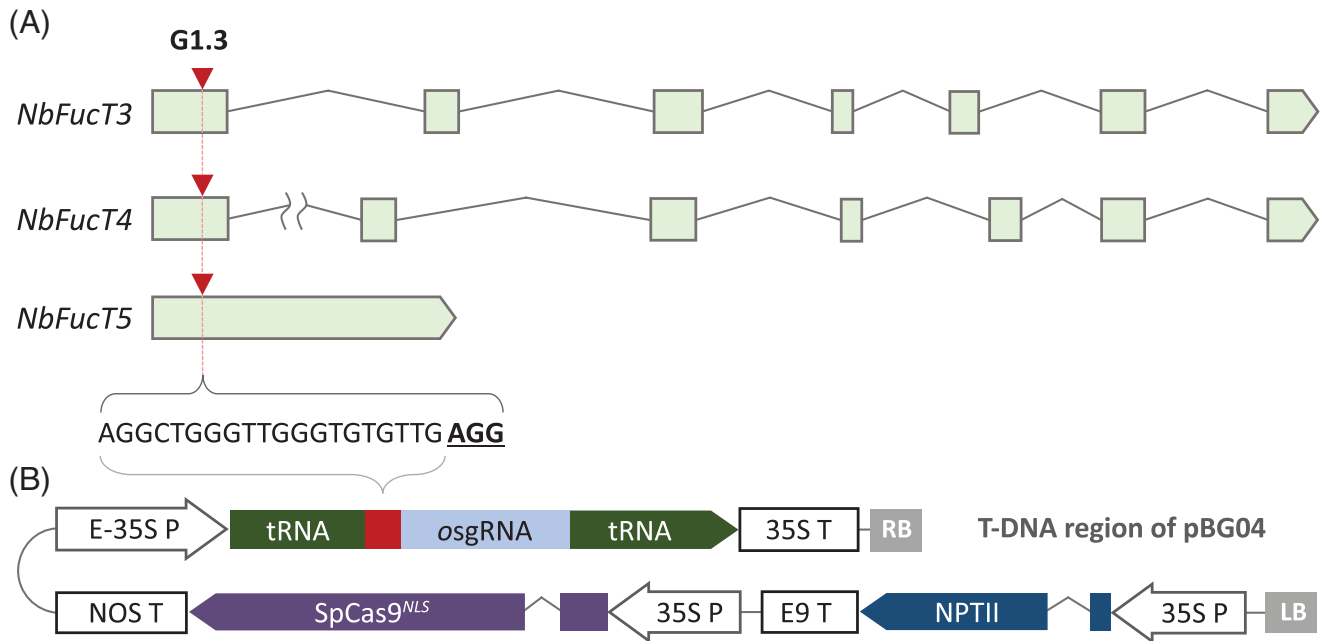 (A)
G1.3
NbFucT3
NbFucT4
NbFucT5
AGGCTGGGTTGGGTGTGTTG AGG
(B)
E-35S P tRNA osgRNA tRNA 35S T RB T-DNA region of pBG04
NOS T SpCas9NLS 35S P E9 T NPTII 35S P LB